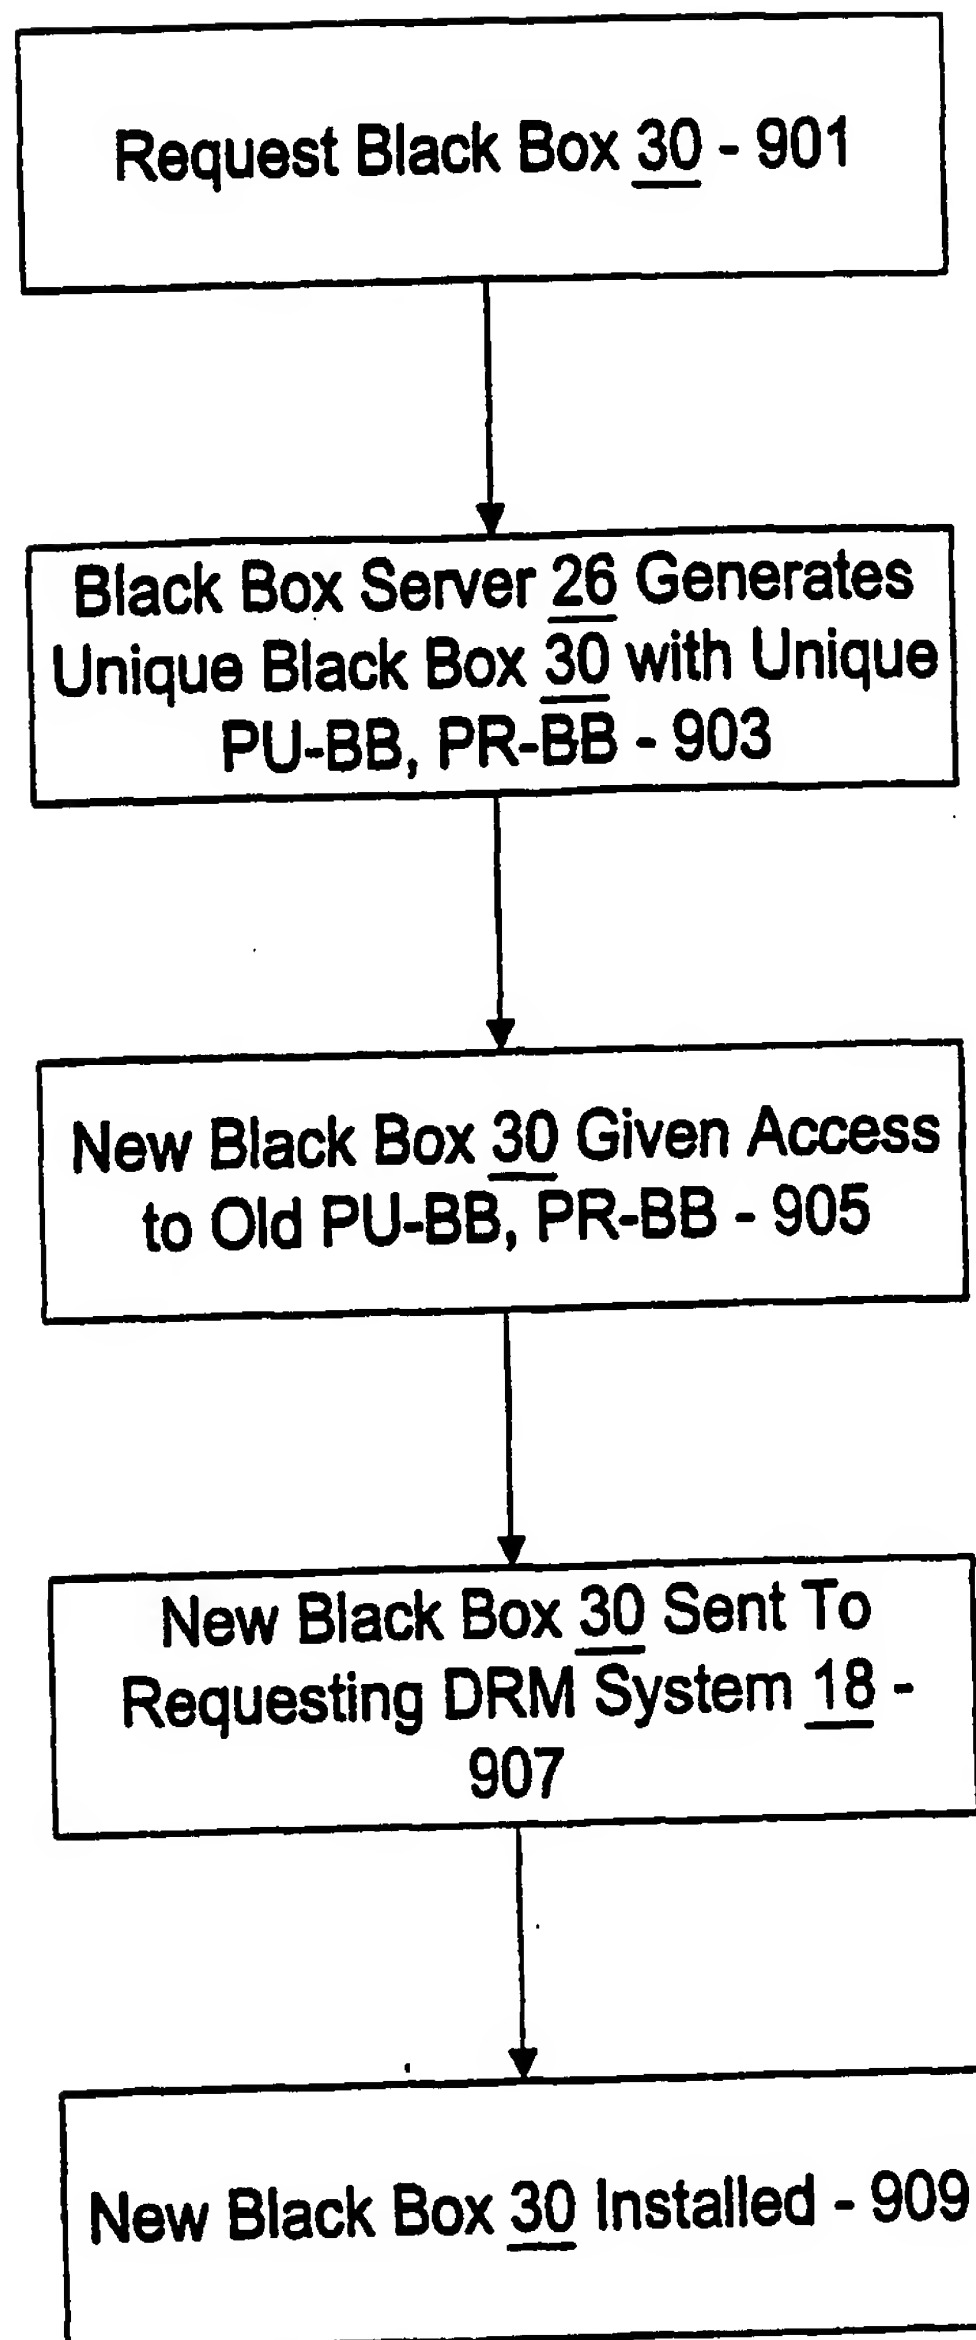 Request Black Box 30 - 901
Black Box Server 26 Generates
Unique Black Box 30 with Unique
PU-BB, PR-BB - 903
New Black Box 30 Given Access
to Old PU-BB, PR-BB - 905
New Black Box 30 Sent To
Requesting DRM System 18 -
907
New Black Box 30 Installed - 909